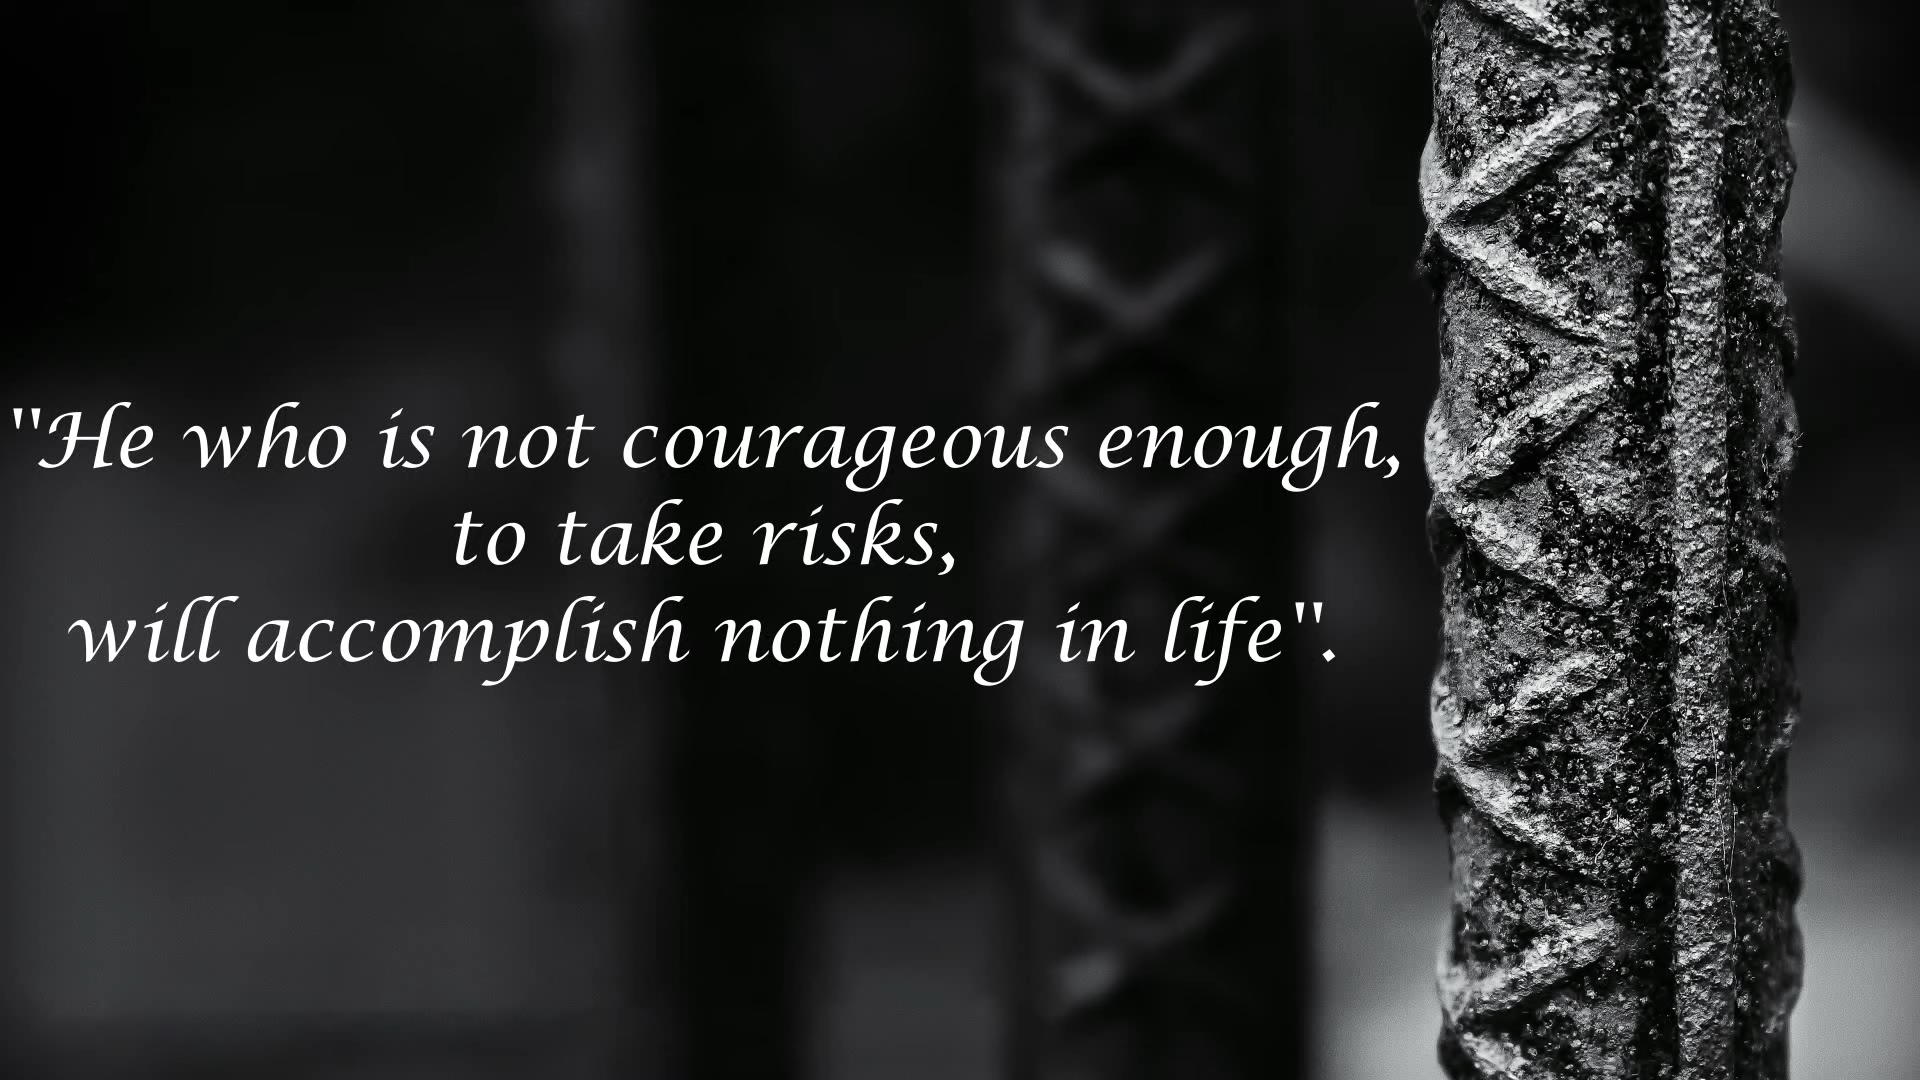 "He who is not courageous enough,
to take risks,
will accomplish nothing in life".